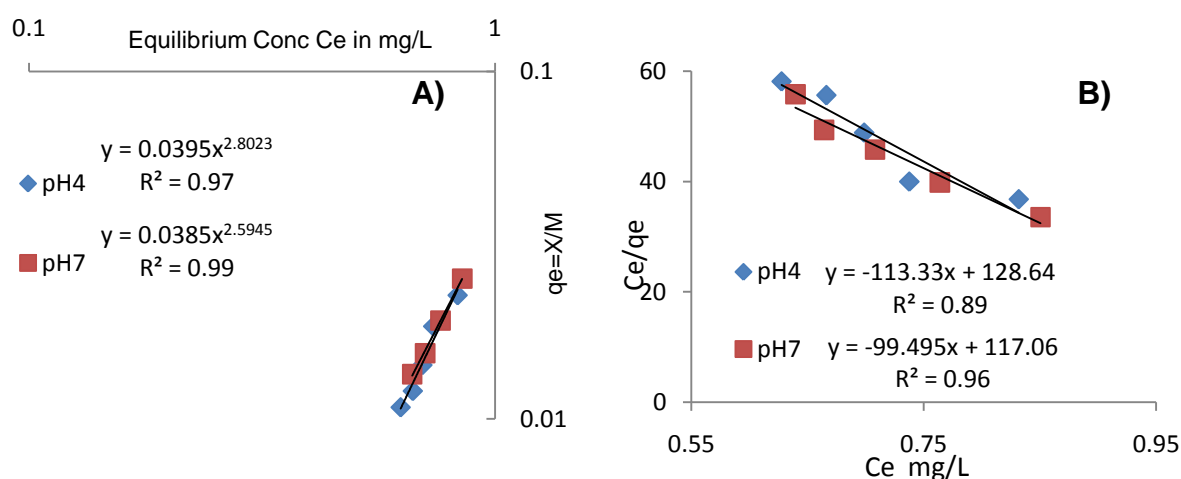 0.1
1
Equilibrium Conc Ce in mg/L
0.1
A)
y = 0.0395x^2.8023
pH4
R² = 0.97
y = 0.0385x^2.5945
pH7
R² = 0.99
qe=X/M
0.01
60
B)
40
20
0
Ce/qe
pH4
y = -113.33x + 128.64
R² = 0.89
pH7
y = -99.495x + 117.06
R² = 0.96
0.55
0.75
0.95
Ce mg/L